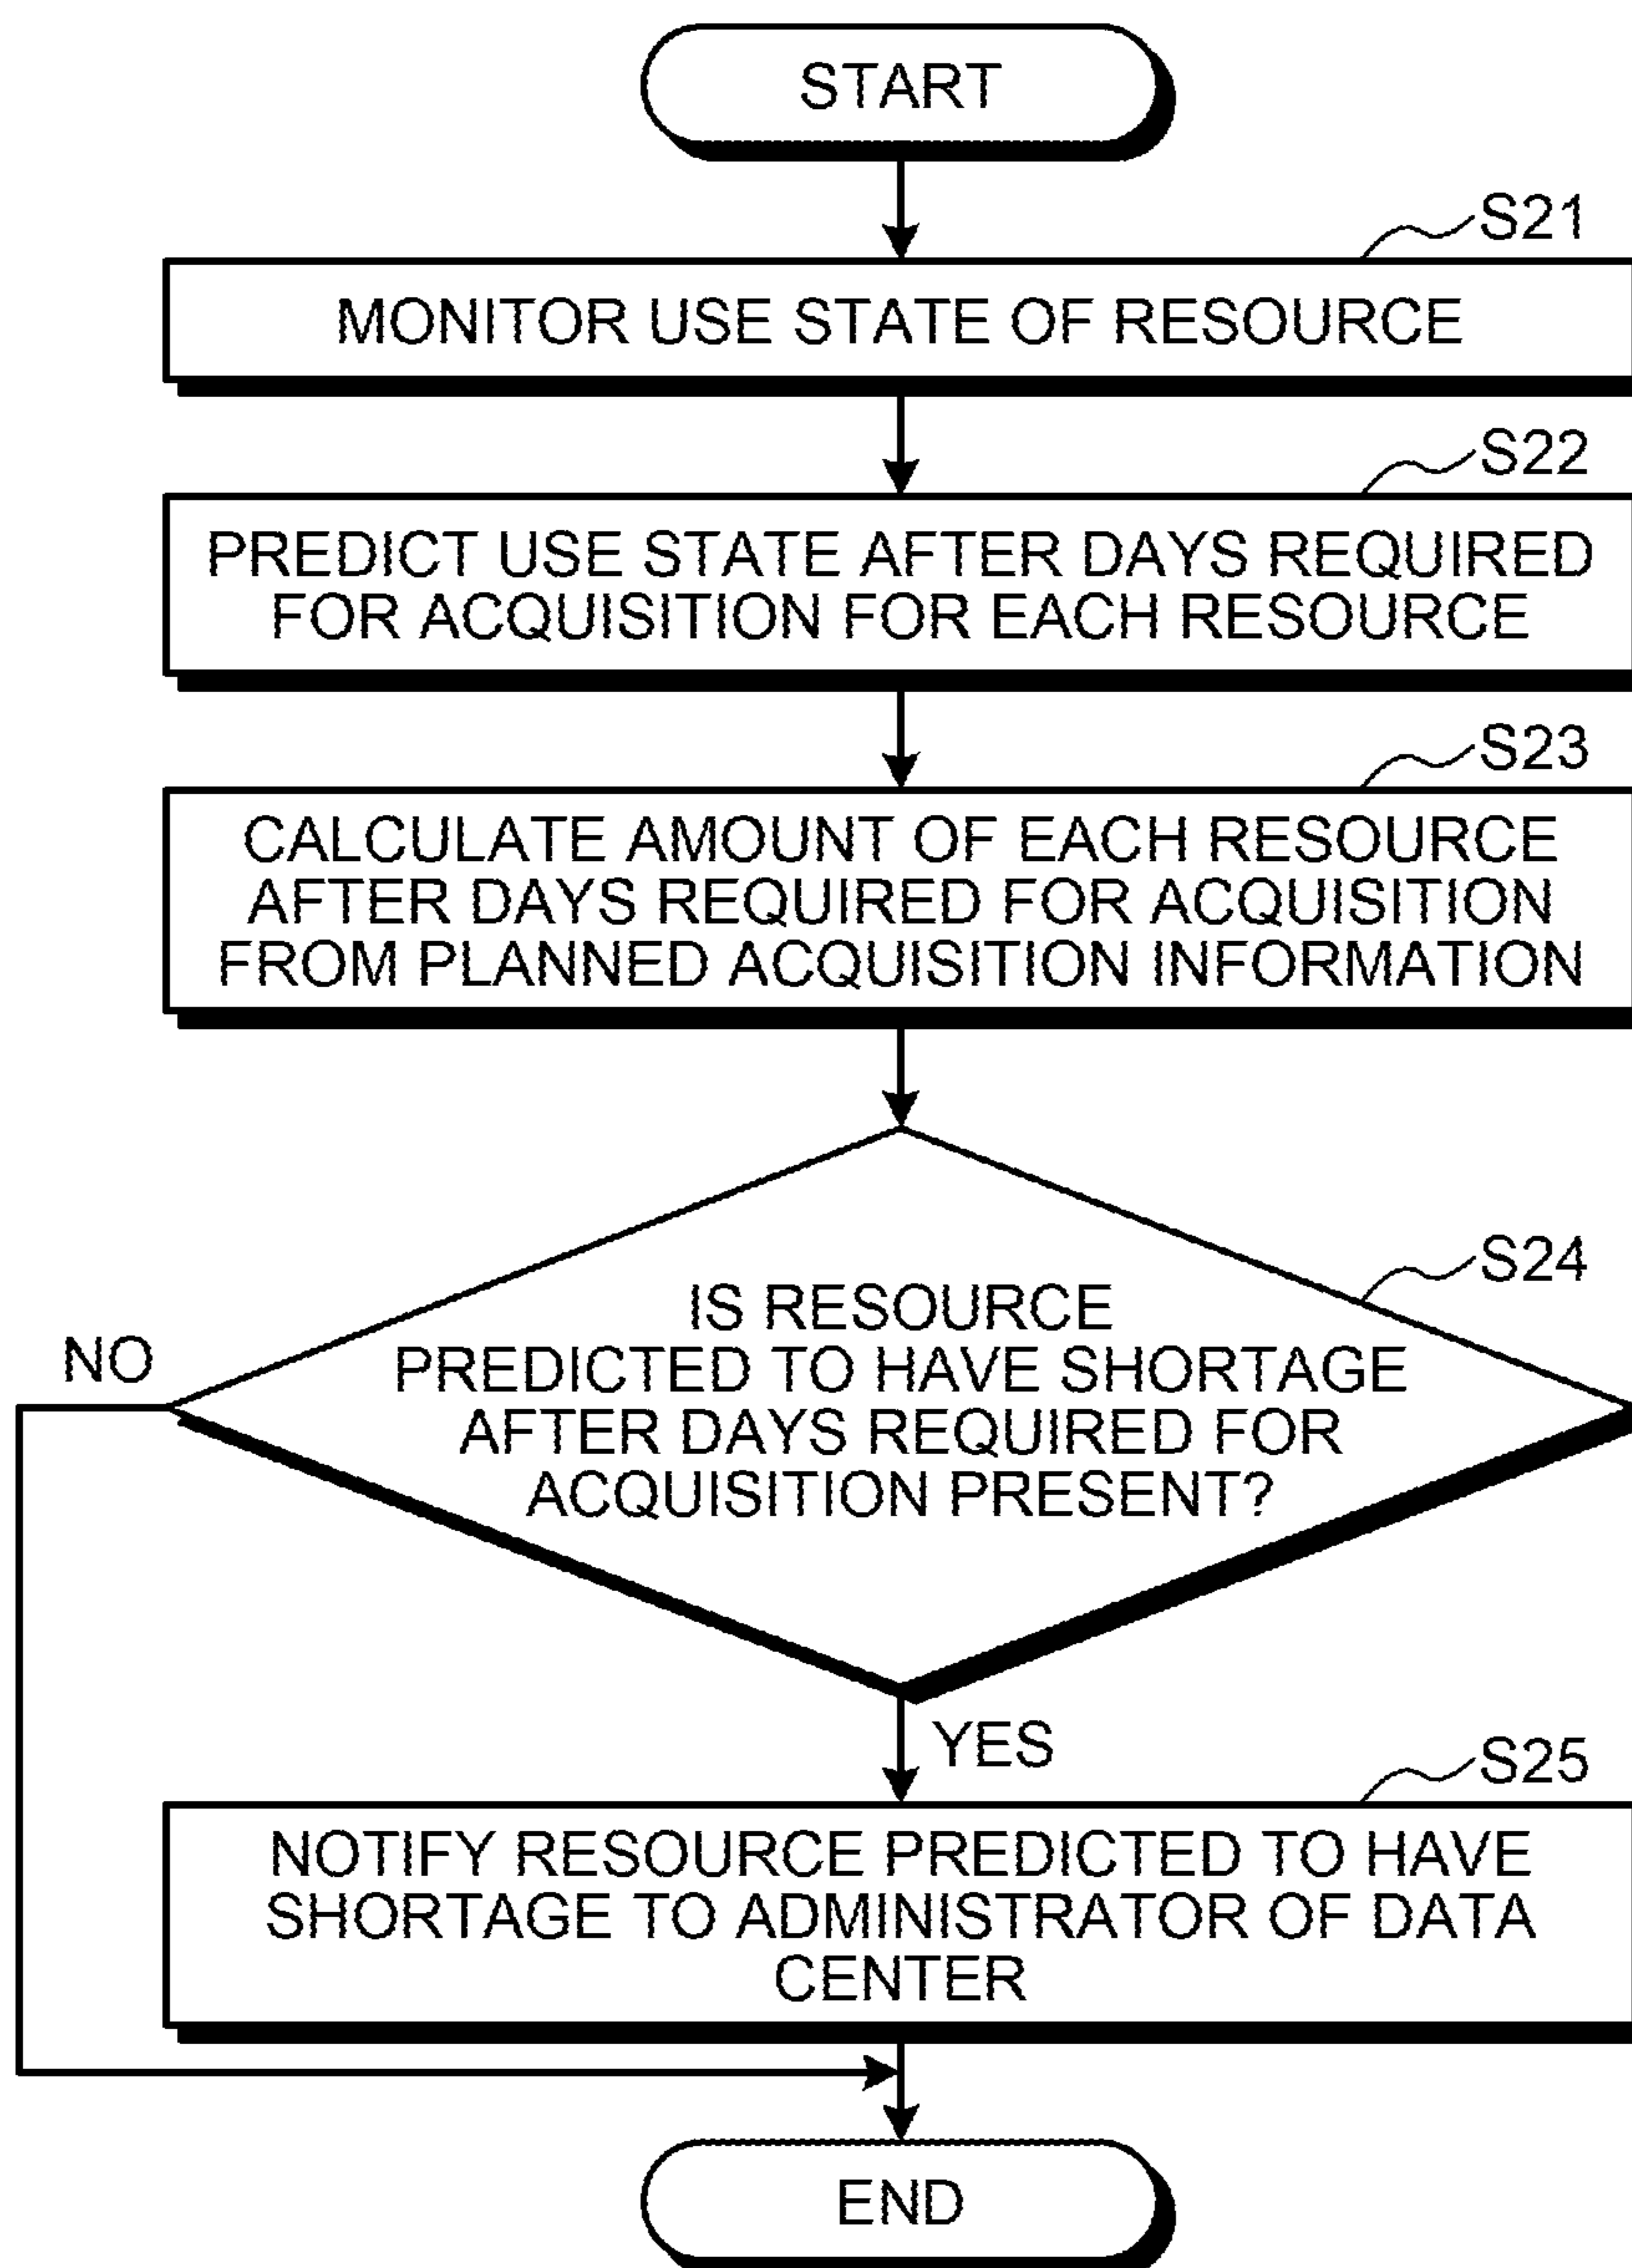 START
S21
MONITOR USE STATE OF RESOURCE
S22
PREDICT USE STATE AFTER DAYS REQUIRED
FOR ACQUISITION FOR EACH RESOURCE
S23
CALCULATE AMOUNT OF EACH RESOURCE
AFTER DAYS REQUIRED FOR ACQUISITION
FROM PLANNED ACQUISITION INFORMATION
S24
IS RESOURCE
PREDICTED TO HAVE SHORTAGE
AFTER DAYS REQUIRED FOR
ACQUISITION PRESENT?
NO
YES
S25
NOTIFY RESOURCE PREDICTED TO HAVE
SHORTAGE TO ADMINISTRATOR OF DATA
CENTER
END